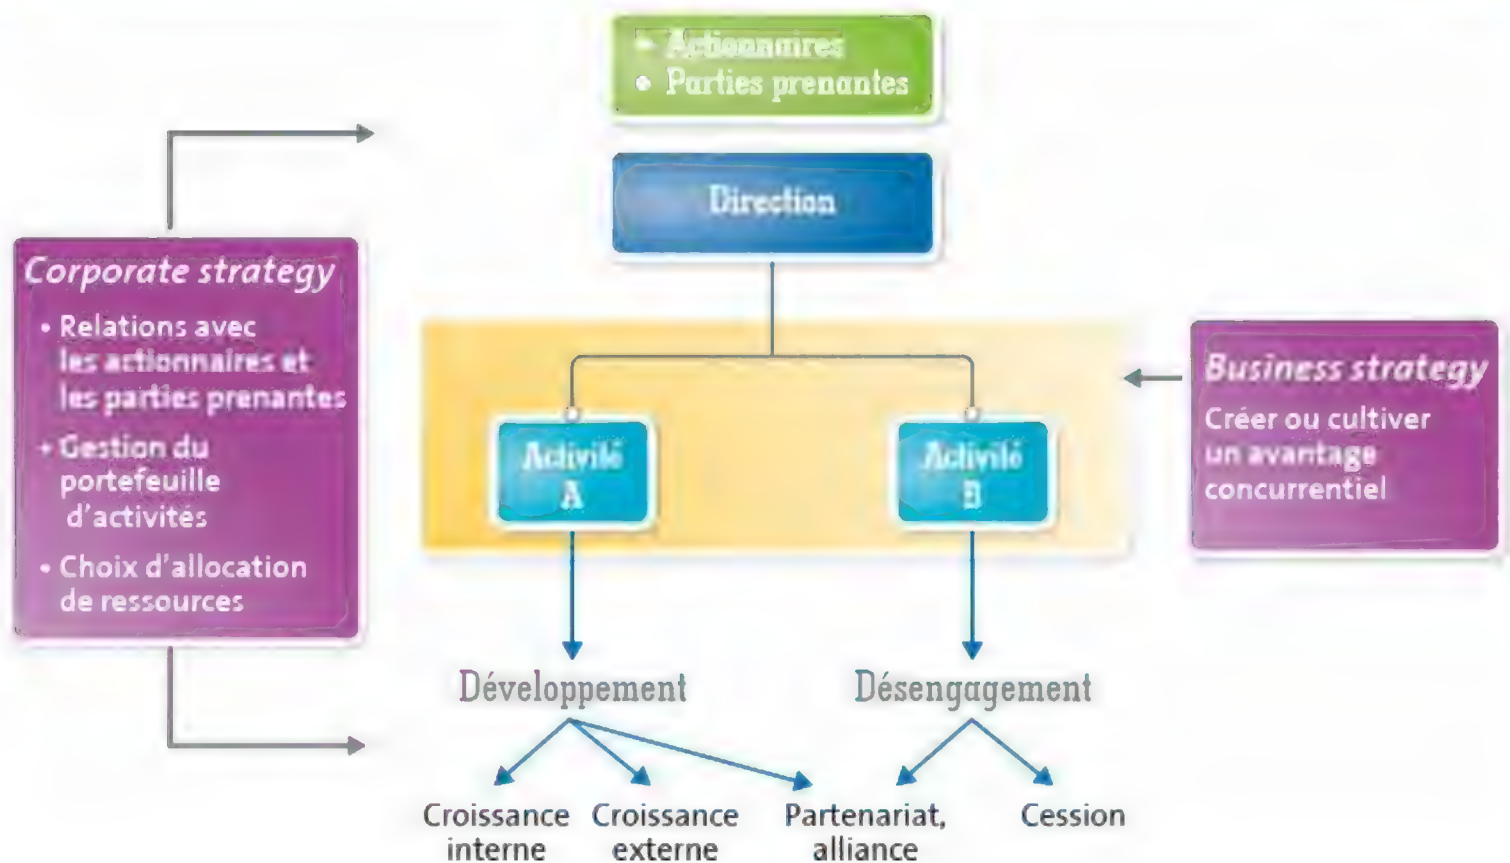 • Actionnaires
• Parties prenantes
Direction
Corporate strategy
• Relations avec
les actionnaires et
les parties prenantes
• Gestion du
portefeuille
d'activités
• Choix d'allocation
de ressources
Business strategy
Créer ou cultiver
un avantage
concurrentiel
Activité
A
Activité
B
Développement
Désengagement
Croissance
interne
Croissance
externe
Partenariat,
alliance
Cession